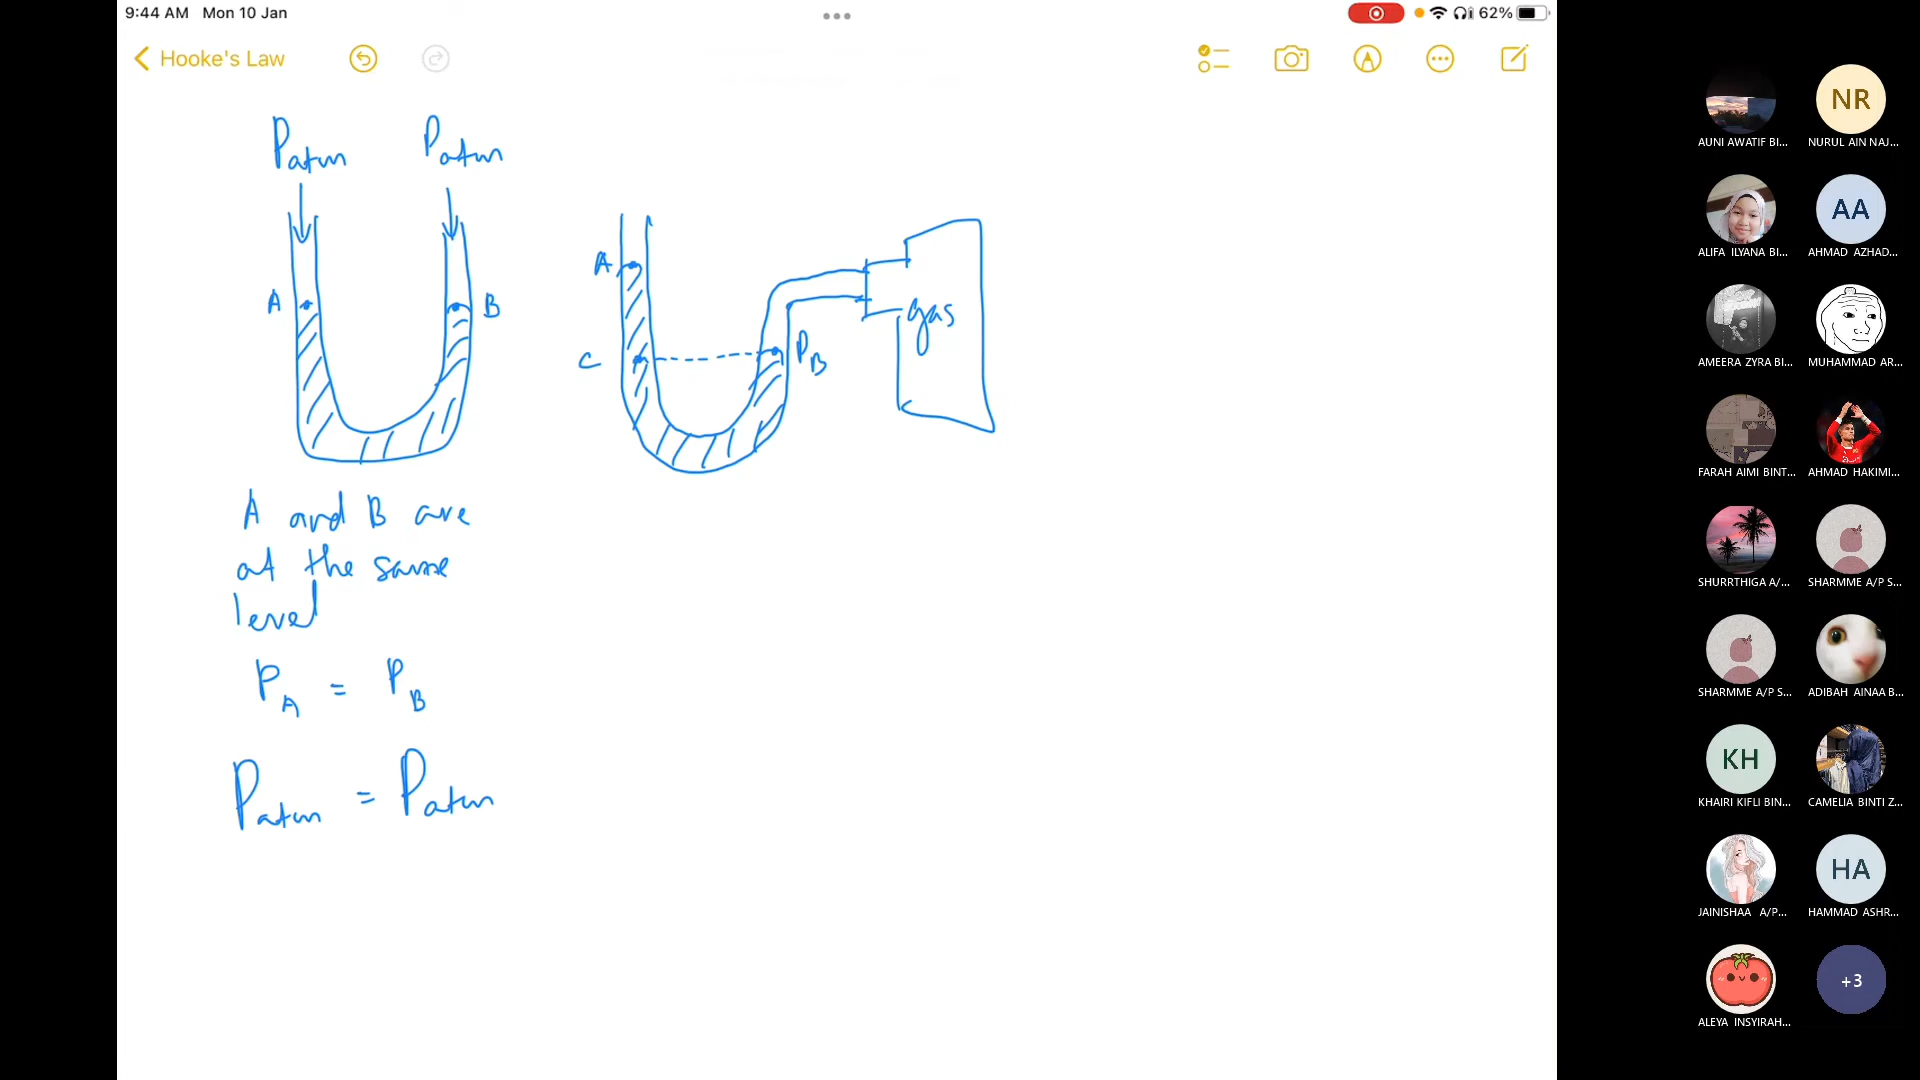 9:44 AM Mon 10 Jan
62%
Hooke's Law
Patm Patm
A B
A
C
PB
gas
A and B are
at the same
level
PA = PB
Patm = Patm
NR
AUNI AWATIF BI...
NURUL AIN NAJ...
AA
ALIFA ILYANA BI...
AHMAD AZHAD...
AMEERA ZYRA BI...
MUHAMMAD AR...
FARAH AIMI BINT...
AHMAD HAKIMI...
SHURRTHIGA A/...
SHARMME A/P S...
SHARMME A/P S...
ADIBAH AINAA B...
KH
KHAIRI KIFLI BIN...
CAMELIA BINTI Z...
HA
JAINISHAA A/P...
HAMMAD ASHR...
+3
ALEYA INSYIRAH...